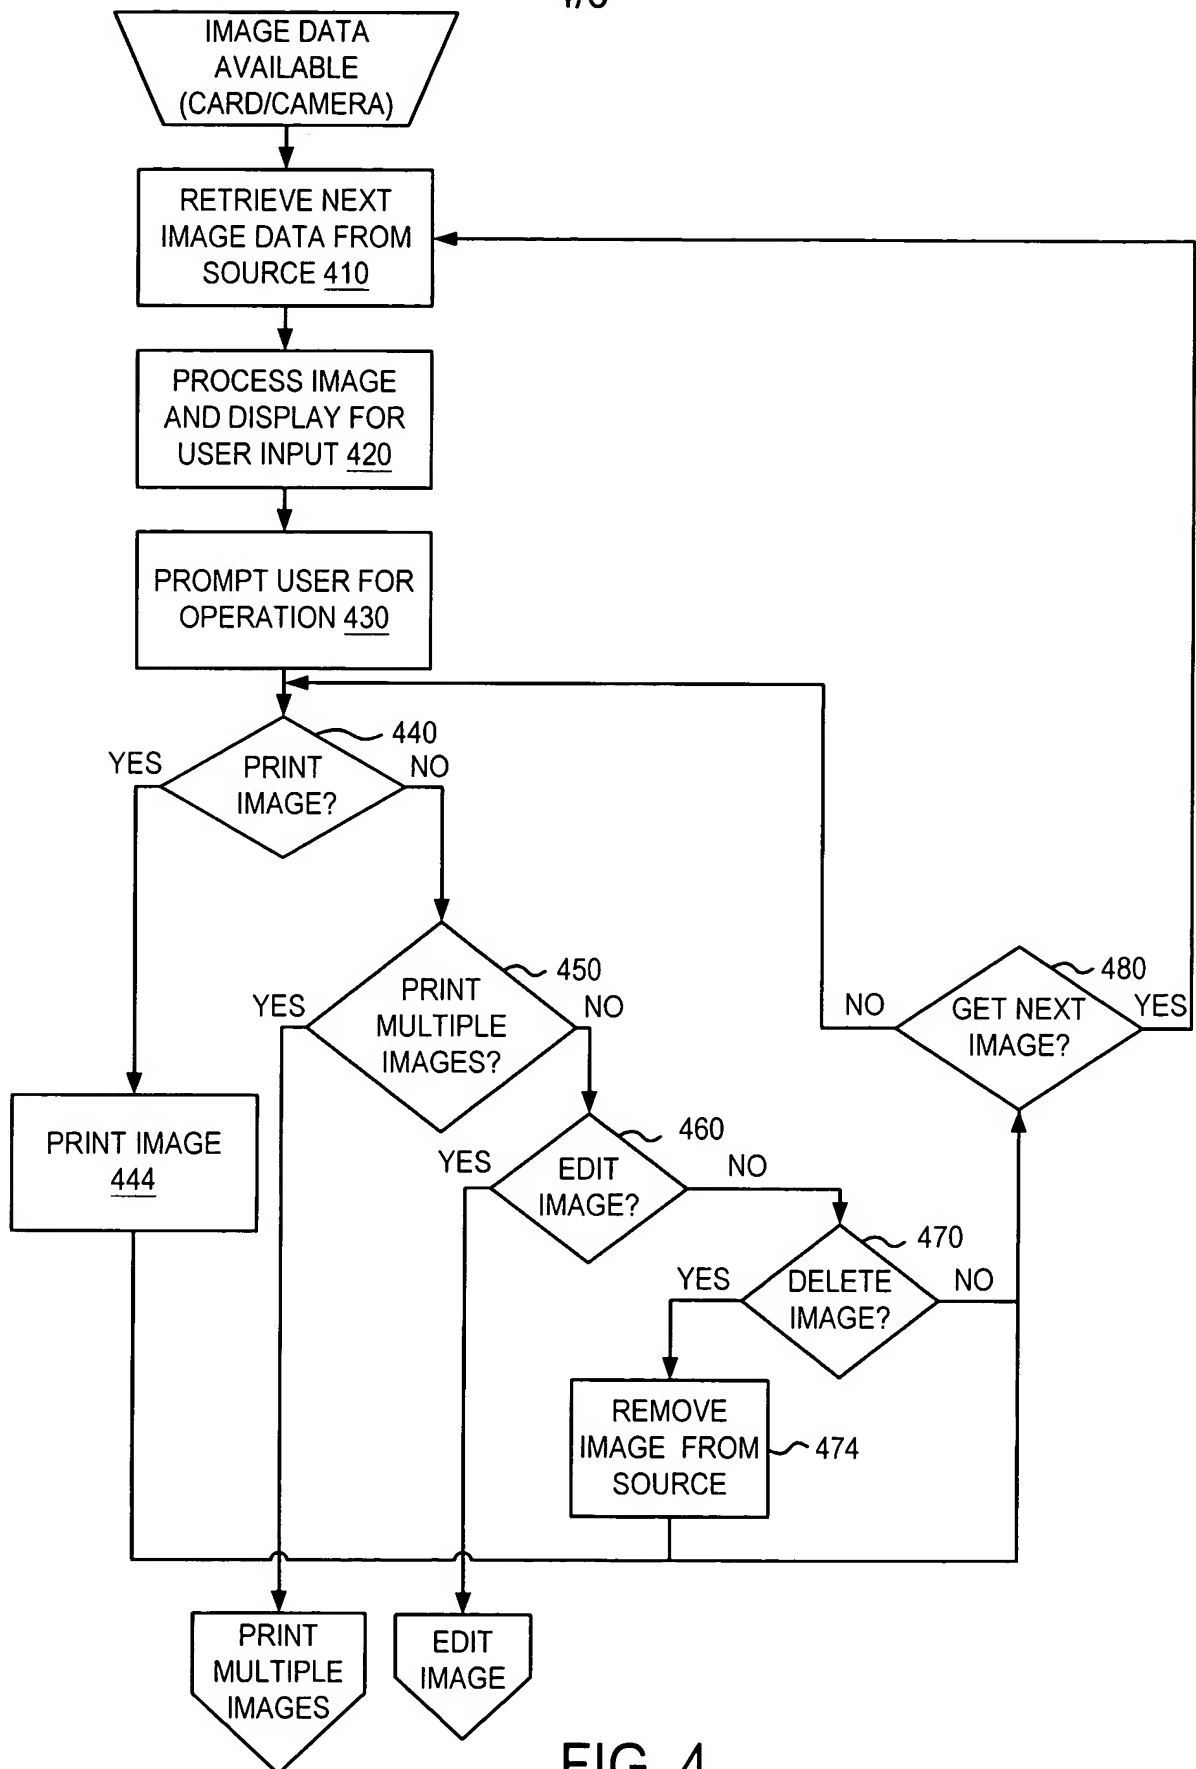 IMAGE DATA
AVAILABLE
(CARD/CAMERA)
RETRIEVE NEXT
IMAGE DATA FROM
SOURCE 410
PROCESS IMAGE
AND DISPLAY FOR
USER INPUT 420
PROMPT USER FOR
OPERATION 430
440
YES
NO
PRINT
IMAGE?
450
YES
NO
PRINT
MULTIPLE
IMAGES?
480
NO
YES
GET NEXT
IMAGE?
PRINT IMAGE
444
460
YES
NO
EDIT
IMAGE?
470
YES
NO
DELETE
IMAGE?
REMOVE
IMAGE FROM
SOURCE
474
PRINT
MULTIPLE
IMAGES
EDIT
IMAGE
FIG. 4